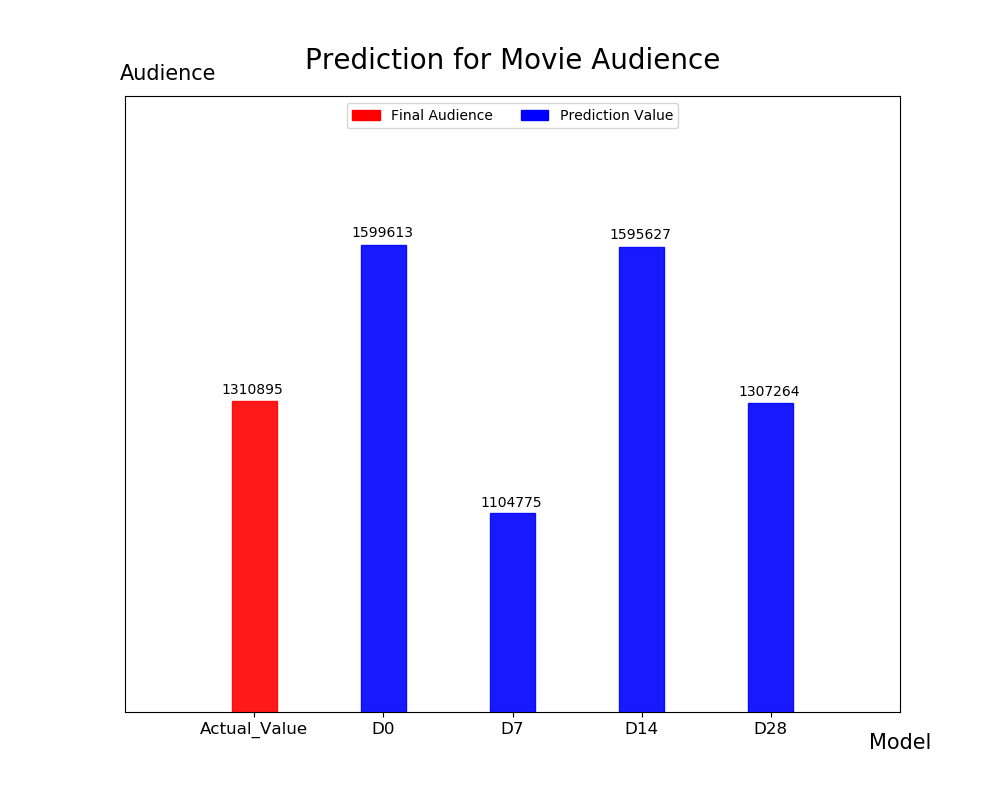 Prediction for Movie Audience
Audience
Final Audience
Prediction Value
1599613
1595627
1310895
1307264
1104775
Actual_Value
D0
D7
D14
D28
Model